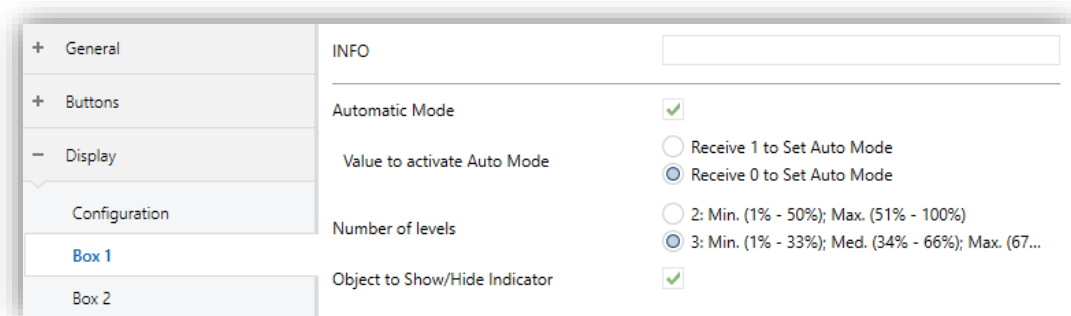 + General
+ Buttons
− Display
Configuration
Box 1
Box 2
INFO
Automatic Mode
Value to activate Auto Mode
Receive 1 to Set Auto Mode
Receive 0 to Set Auto Mode
Number of levels
2: Min. (1% - 50%); Max. (51% - 100%)
3: Min. (1% - 33%); Med. (34% - 66%); Max. (67...
Object to Show/Hide Indicator